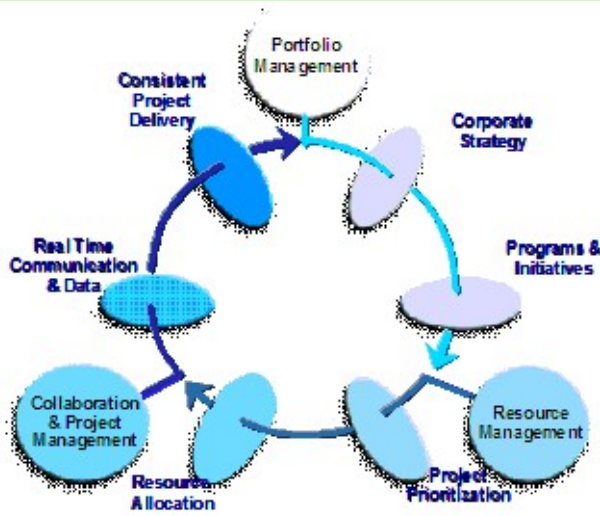 Portfolio
Management
Consistent
Project
Delivery
Corporate
Strategy
Real Time
Communication
& Data
Programs &
Initiatives
Collaboration
& Project
Management
Resource
Management
Resource
Allocation
Project
Prioritization